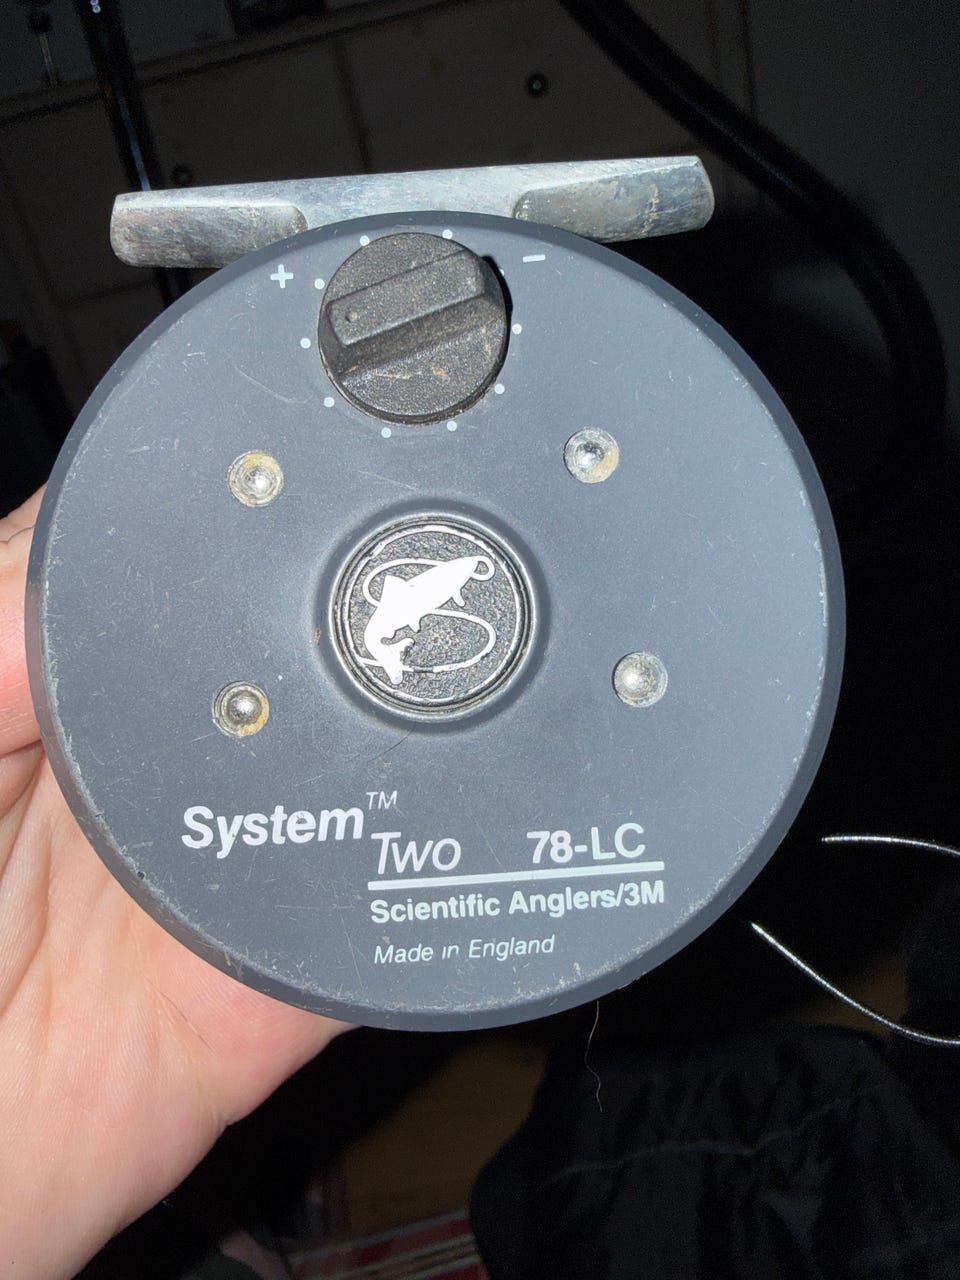 + −
System™
Two 78-LC
Scientific Anglers/3M
Made in England